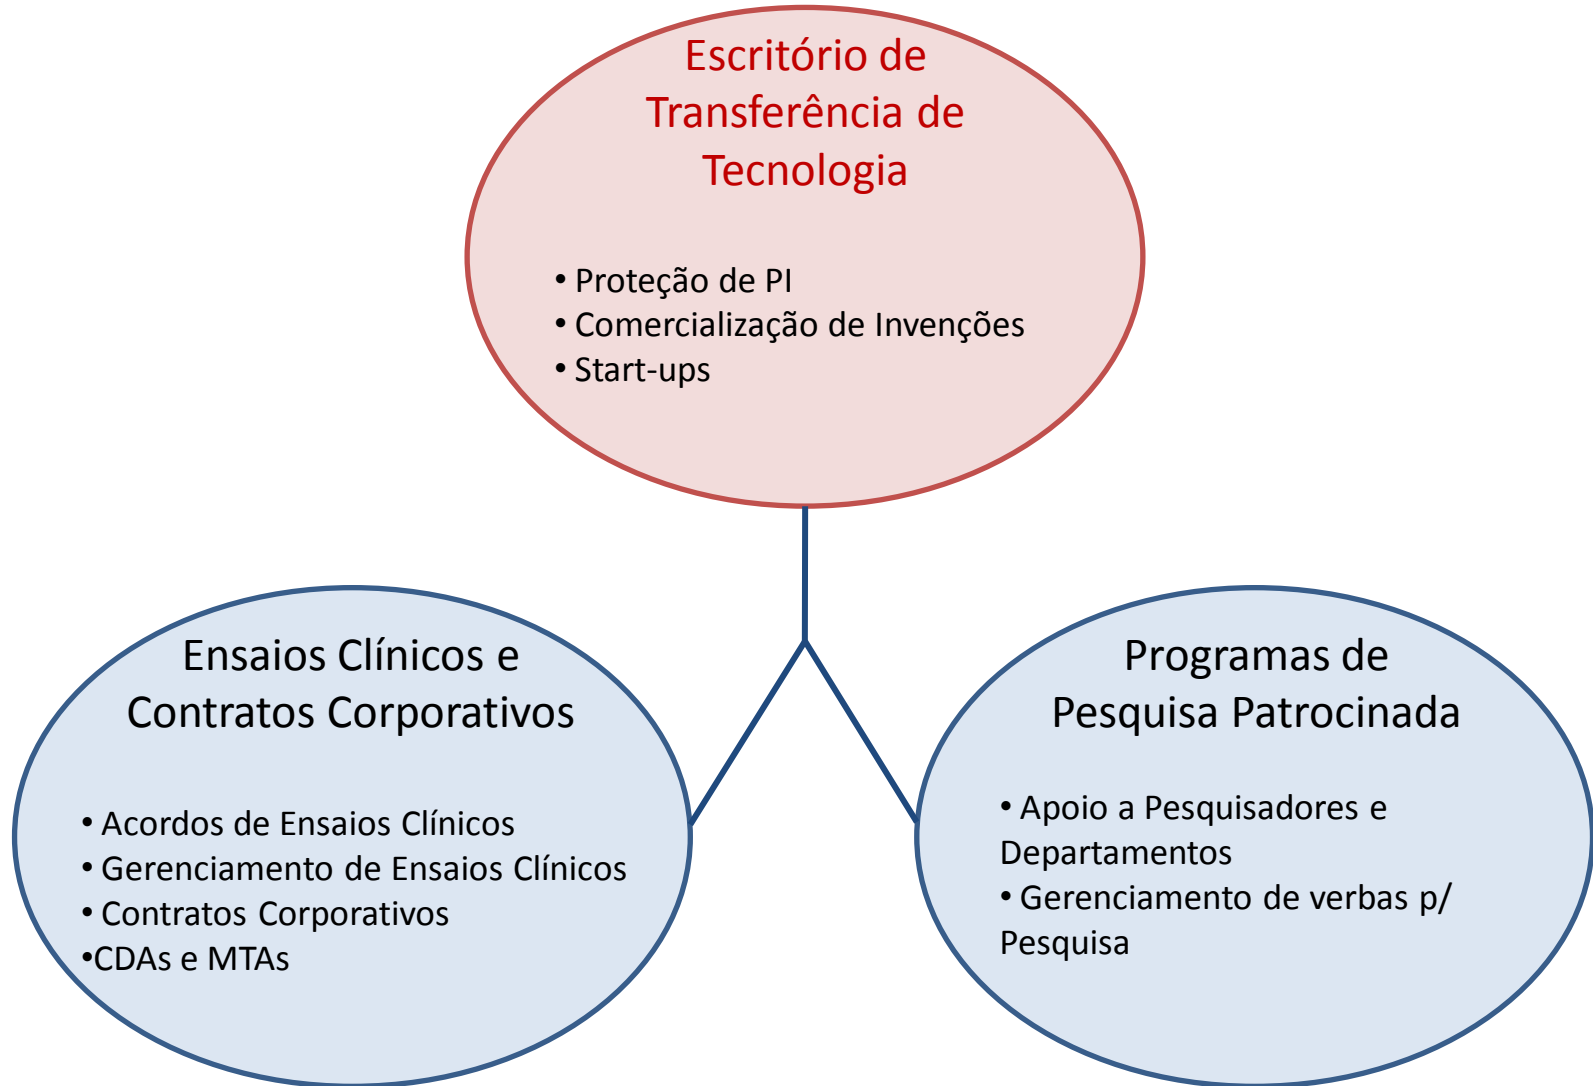 Escritório de
Transferência de
Tecnologia
• Proteção de PI
• Comercialização de Invenções
• Start-ups
Ensaios Clínicos e
Contratos Corporativos
• Acordos de Ensaios Clínicos
• Gerenciamento de Ensaios Clínicos
• Contratos Corporativos
•CDAs e MTAs
Programas de
Pesquisa Patrocinada
• Apoio a Pesquisadores e
Departamentos
• Gerenciamento de verbas p/
Pesquisa